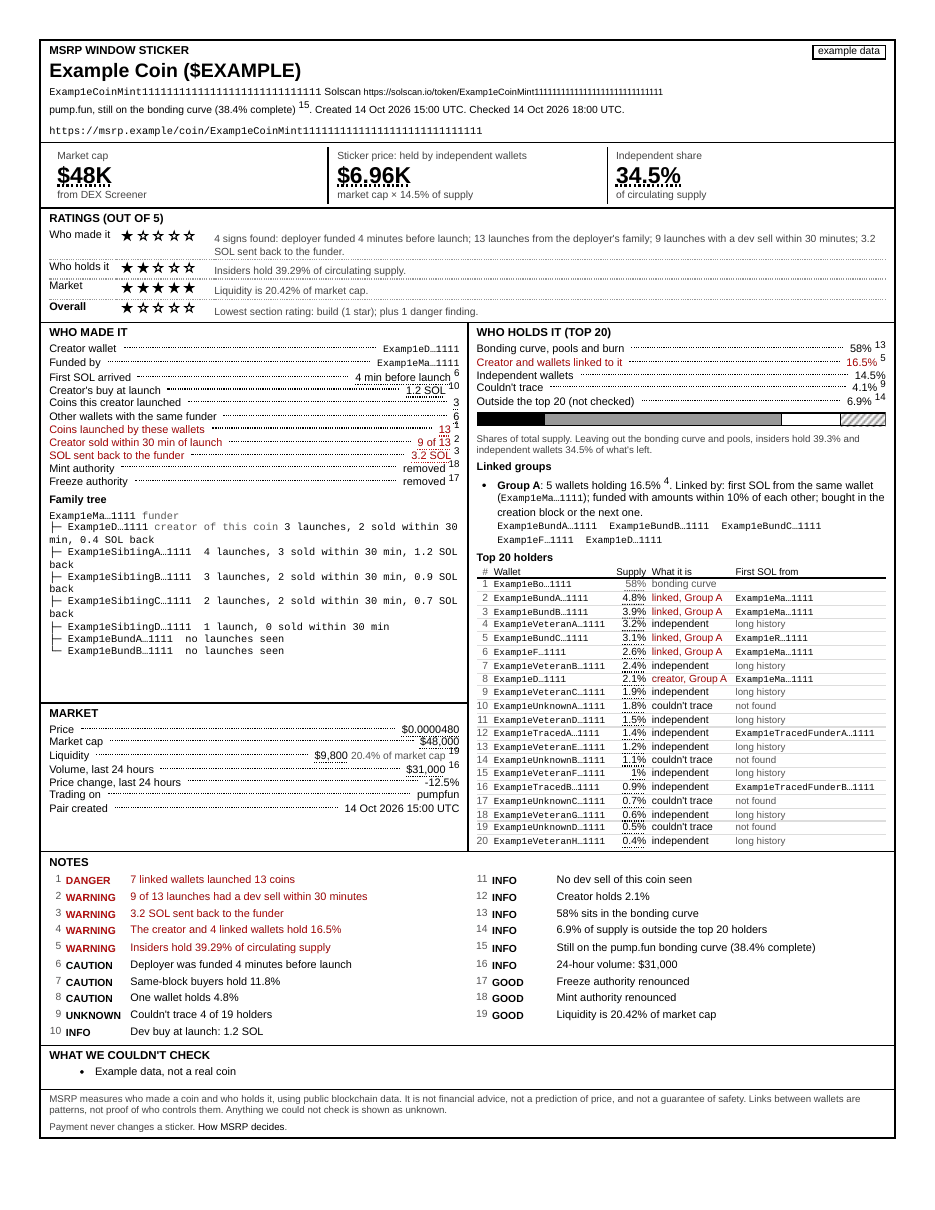 MSRP WINDOW STICKER
example data
Example Coin ($EXAMPLE)
Examp1eCoinMint1111111111111111111111111111 Solscan https://solscan.io/token/Examp1eCoinMint1111111111111111111111111111
pump.fun, still on the bonding curve (38.4% complete) 15. Created 14 Oct 2026 15:00 UTC. Checked 14 Oct 2026 18:00 UTC.
https://msrp.example/coin/Examp1eCoinMint1111111111111111111111111111
Market cap
$48K
from DEX Screener
Sticker price: held by independent wallets
$6.96K
market cap × 14.5% of supply
Independent share
34.5%
of circulating supply
RATINGS (OUT OF 5)
Who made it ★ ☆ ☆ ☆ ☆ 4 signs found: deployer funded 4 minutes before launch; 13 launches from the deployer's family; 9 launches with a dev sell within 30 minutes; 3.2
SOL sent back to the funder.
Who holds it ★ ★ ☆ ☆ ☆ Insiders hold 39.29% of circulating supply.
Market ★ ★ ★ ★ ★ Liquidity is 20.42% of market cap.
Overall ★ ☆ ☆ ☆ ☆ Lowest section rating: build (1 star); plus 1 danger finding.
WHO MADE IT
Creator wallet Examp1eD…1111
Funded by Examp1eMa…1111
First SOL arrived 4 min before launch 6
Creator's buy at launch 1.2 SOL 10
Coins this creator launched 3
Other wallets with the same funder 6
Coins launched by these wallets 13 1
Creator sold within 30 min of launch 9 of 13 2
SOL sent back to the funder 3.2 SOL 3
Mint authority removed 18
Freeze authority removed 17
Family tree
Examp1eMa…1111 funder
├─ Examp1eD…1111 creator of this coin 3 launches, 2 sold within 30
min, 0.4 SOL back
├─ Examp1eSib1ingA…1111 4 launches, 3 sold within 30 min, 1.2 SOL
back
├─ Examp1eSib1ingB…1111 3 launches, 2 sold within 30 min, 0.9 SOL
back
├─ Examp1eSib1ingC…1111 2 launches, 2 sold within 30 min, 0.7 SOL
back
├─ Examp1eSib1ingD…1111 1 launch, 0 sold within 30 min
├─ Examp1eBundA…1111 no launches seen
└─ Examp1eBundB…1111 no launches seen
MARKET
Price $0.0000480
Market cap $48,000
Liquidity $9,800 20.4% of market cap 19
Volume, last 24 hours $31,000 16
Price change, last 24 hours -12.5%
Trading on pumpfun
Pair created 14 Oct 2026 15:00 UTC
WHO HOLDS IT (TOP 20)
Bonding curve, pools and burn 58% 13
Creator and wallets linked to it 16.5% 5
Independent wallets 14.5%
Couldn't trace 4.1% 9
Outside the top 20 (not checked) 6.9% 14
Shares of total supply. Leaving out the bonding curve and pools, insiders hold 39.3% and
independent wallets 34.5% of what's left.
Linked groups
• Group A: 5 wallets holding 16.5% 4. Linked by: first SOL from the same wallet
(Examp1eMa…1111); funded with amounts within 10% of each other; bought in the
creation block or the next one.
Examp1eBundA…1111 Examp1eBundB…1111 Examp1eBundC…1111
Examp1eF…1111 Examp1eD…1111
Top 20 holders
# Wallet Supply What it is First SOL from
1 Examp1eBo…1111 58% bonding curve
2 Examp1eBundA…1111 4.8% linked, Group A Examp1eMa…1111
3 Examp1eBundB…1111 3.9% linked, Group A Examp1eMa…1111
4 Examp1eVeteranA…1111 3.2% independent long history
5 Examp1eBundC…1111 3.1% linked, Group A Examp1eR…1111
6 Examp1eF…1111 2.6% linked, Group A Examp1eMa…1111
7 Examp1eVeteranB…1111 2.4% independent long history
8 Examp1eD…1111 2.1% creator, Group A Examp1eMa…1111
9 Examp1eVeteranC…1111 1.9% independent long history
10 Examp1eUnknownA…1111 1.8% couldn't trace not found
11 Examp1eVeteranD…1111 1.5% independent long history
12 Examp1eTracedA…1111 1.4% independent Examp1eTracedFunderA…1111
13 Examp1eVeteranE…1111 1.2% independent long history
14 Examp1eUnknownB…1111 1.1% couldn't trace not found
15 Examp1eVeteranF…1111 1% independent long history
16 Examp1eTracedB…1111 0.9% independent Examp1eTracedFunderB…1111
17 Examp1eUnknownC…1111 0.7% couldn't trace not found
18 Examp1eVeteranG…1111 0.6% independent long history
19 Examp1eUnknownD…1111 0.5% couldn't trace not found
20 Examp1eVeteranH…1111 0.4% independent long history
NOTES
1 DANGER 7 linked wallets launched 13 coins
2 WARNING 9 of 13 launches had a dev sell within 30 minutes
3 WARNING 3.2 SOL sent back to the funder
4 WARNING The creator and 4 linked wallets hold 16.5%
5 WARNING Insiders hold 39.29% of circulating supply
6 CAUTION Deployer was funded 4 minutes before launch
7 CAUTION Same-block buyers hold 11.8%
8 CAUTION One wallet holds 4.8%
9 UNKNOWN Couldn't trace 4 of 19 holders
10 INFO Dev buy at launch: 1.2 SOL
11 INFO No dev sell of this coin seen
12 INFO Creator holds 2.1%
13 INFO 58% sits in the bonding curve
14 INFO 6.9% of supply is outside the top 20 holders
15 INFO Still on the pump.fun bonding curve (38.4% complete)
16 INFO 24-hour volume: $31,000
17 GOOD Freeze authority renounced
18 GOOD Mint authority renounced
19 GOOD Liquidity is 20.42% of market cap
WHAT WE COULDN'T CHECK
• Example data, not a real coin
MSRP measures who made a coin and who holds it, using public blockchain data. It is not financial advice, not a prediction of price, and not a guarantee of safety. Links between wallets are
patterns, not proof of who controls them. Anything we could not check is shown as unknown.
Payment never changes a sticker. How MSRP decides.